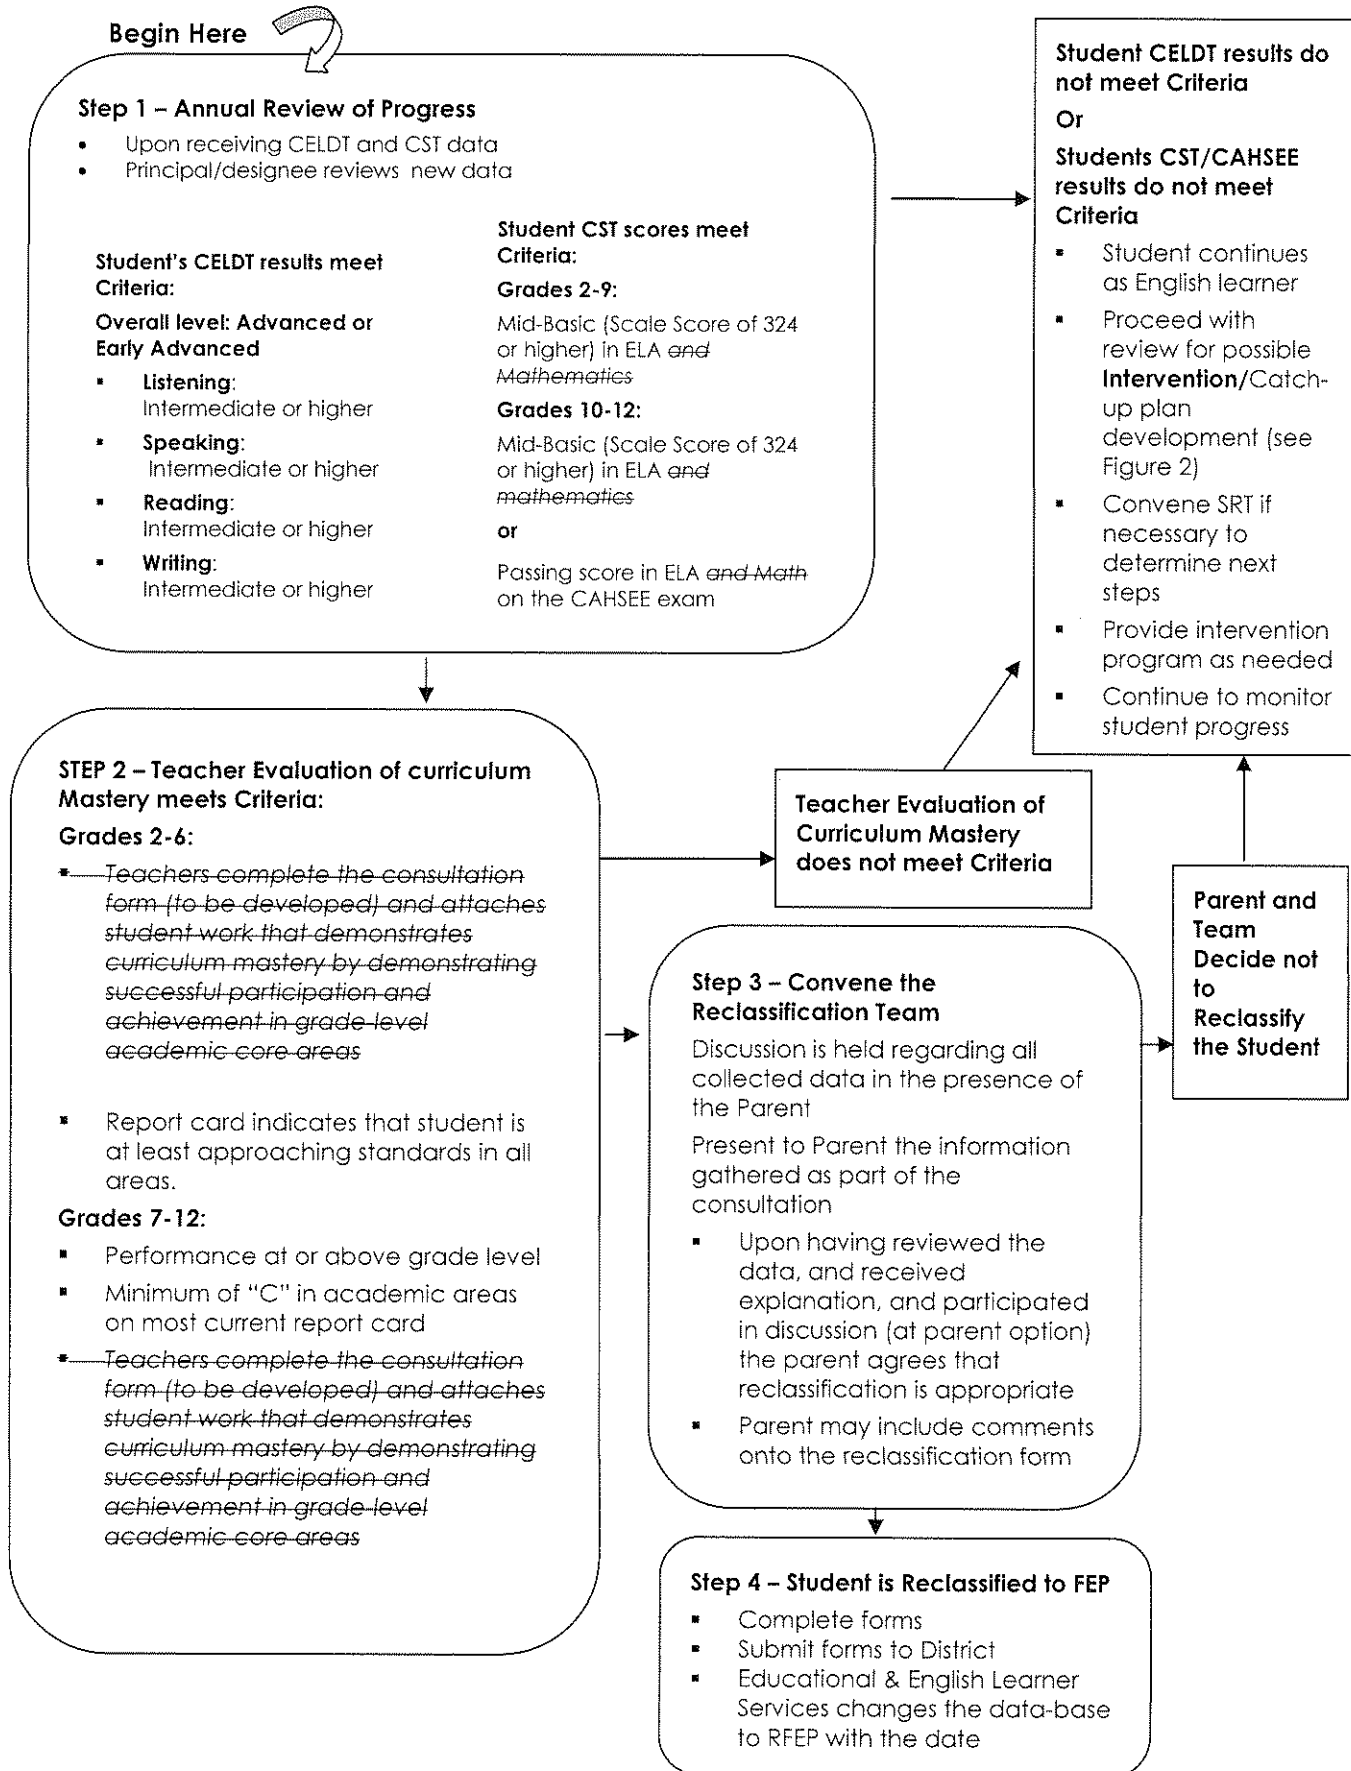 Begin Here
Step 1 – Annual Review of Progress
• Upon receiving CELDT and CST data
• Principal/designee reviews new data
Student's CELDT results meet
Criteria:
Overall level: Advanced or
Early Advanced
▪ Listening:
Intermediate or higher
▪ Speaking:
Intermediate or higher
▪ Reading:
Intermediate or higher
▪ Writing:
Intermediate or higher
Student CST scores meet
Criteria:
Grades 2-9:
Mid-Basic (Scale Score of 324
or higher) in ELA and
Mathematics
Grades 10-12:
Mid-Basic (Scale Score of 324
or higher) in ELA and
mathematics
or
Passing score in ELA and Math
on the CAHSEE exam
Student CELDT results do
not meet Criteria
Or
Students CST/CAHSEE
results do not meet
Criteria
▪ Student continues
as English learner
▪ Proceed with
review for possible
Intervention/Catch-
up plan
development (see
Figure 2)
▪ Convene SRT if
necessary to
determine next
steps
▪ Provide intervention
program as needed
▪ Continue to monitor
student progress
STEP 2 – Teacher Evaluation of curriculum
Mastery meets Criteria:
Grades 2-6:
▪ Teachers complete the consultation
form (to be developed) and attaches
student work that demonstrates
curriculum mastery by demonstrating
successful participation and
achievement in grade-level
academic core areas
▪ Report card indicates that student is
at least approaching standards in all
areas.
Grades 7-12:
▪ Performance at or above grade level
▪ Minimum of "C" in academic areas
on most current report card
▪ Teachers complete the consultation
form (to be developed) and attaches
student work that demonstrates
curriculum mastery by demonstrating
successful participation and
achievement in grade-level
academic core areas
Teacher Evaluation of
Curriculum Mastery
does not meet Criteria
Parent and
Team
Decide not
to
Reclassify
the Student
Step 3 – Convene the
Reclassification Team
Discussion is held regarding all
collected data in the presence of
the Parent
Present to Parent the information
gathered as part of the
consultation
▪ Upon having reviewed the
data, and received
explanation, and participated
in discussion (at parent option)
the parent agrees that
reclassification is appropriate
▪ Parent may include comments
onto the reclassification form
Step 4 – Student is Reclassified to FEP
▪ Complete forms
▪ Submit forms to District
▪ Educational & English Learner
Services changes the data-base
to RFEP with the date